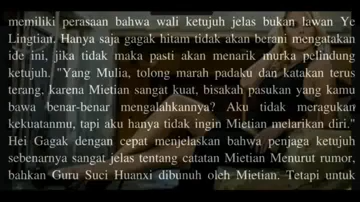 memiliki perasaan bahwa wali ketujuh jelas bukan lawan Ye
Lingtian. Hanya saja gagak hitam tidak akan berani mengatakan
ide ini, jika tidak maka pasti akan menarik murka pelindung
ketujuh. "Yang Mulia, tolong marah padaku dan katakan terus
terang. karena Mietian sangat kuat, bisakah pasukan yang kamu
bawa benar-benar mengalahkannya? Aku tidak meragukan
kekuatanmu, tapi aku hanya tidak ingin Mietian melarikan diri."
Hei Gagak dengan cepat menjelaskan bahwa penjaga ketujuh
sebenarnya sangat jelas tentang catatan Mietian Menurut rumor,
bahkan Guru Suci Huanxi dibunuh oleh Mietian. Tetapi untuk